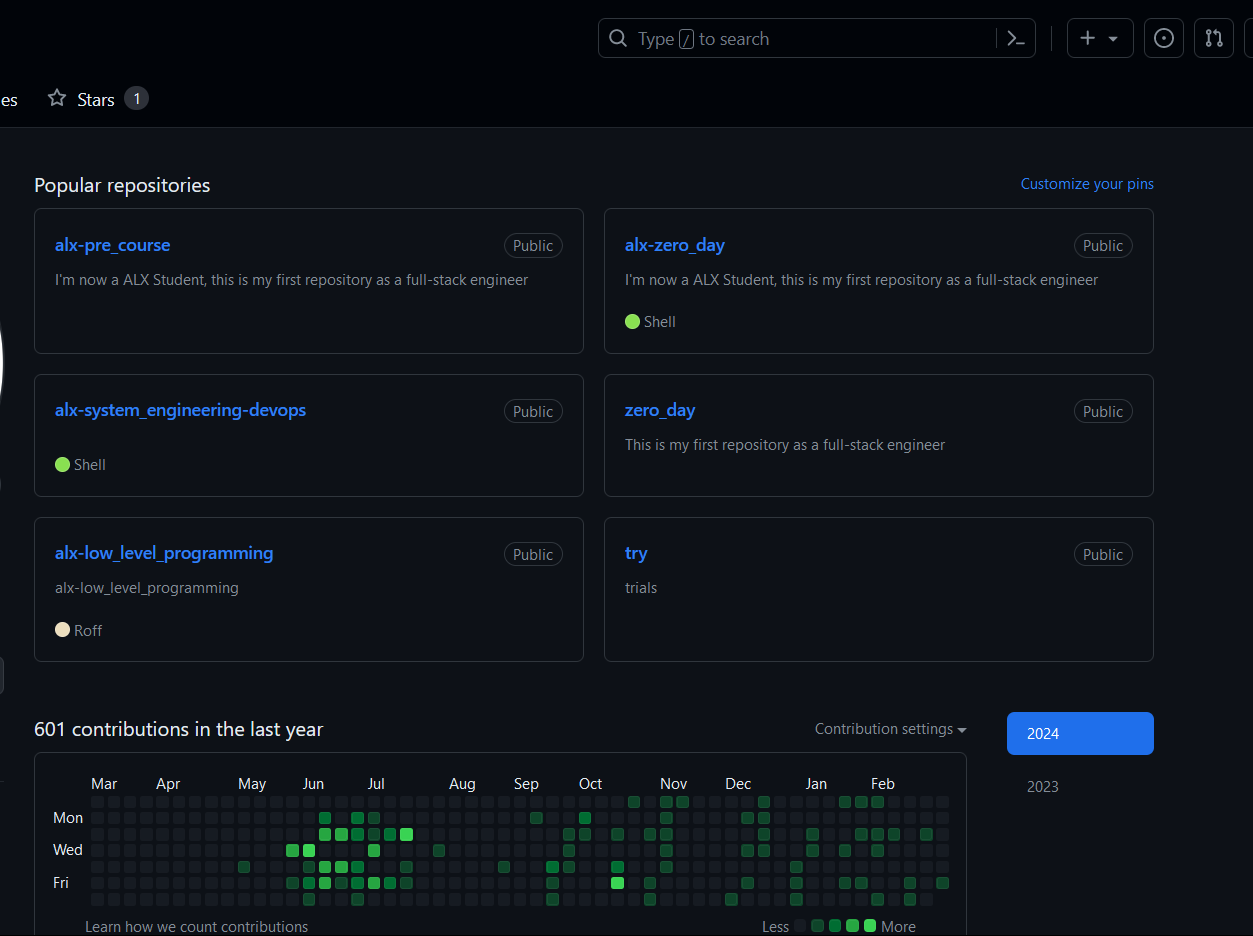 Type / to search
es Stars 1
Popular repositories Customize your pins
alx-pre_course Public
I'm now a ALX Student, this is my first repository as a full-stack engineer
alx-zero_day Public
I'm now a ALX Student, this is my first repository as a full-stack engineer
Shell
alx-system_engineering-devops Public
Shell
zero_day Public
This is my first repository as a full-stack engineer
alx-low_level_programming Public
alx-low_level_programming
Roff
try Public
trials
601 contributions in the last year Contribution settings
2024
2023
Mar Apr May Jun Jul Aug Sep Oct Nov Dec Jan Feb
Mon
Wed
Fri
Learn how we count contributions Less More